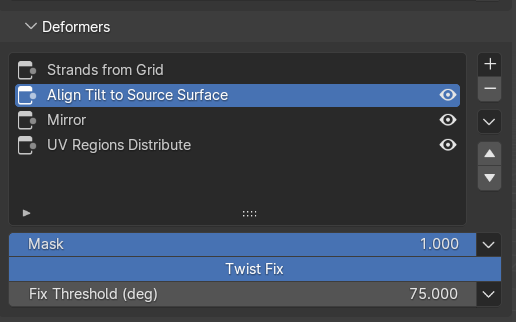 Deformers
Strands from Grid
Align Tilt to Source Surface
Mirror
UV Regions Distribute
Mask 1.000
Twist Fix
Fix Threshold (deg) 75.000